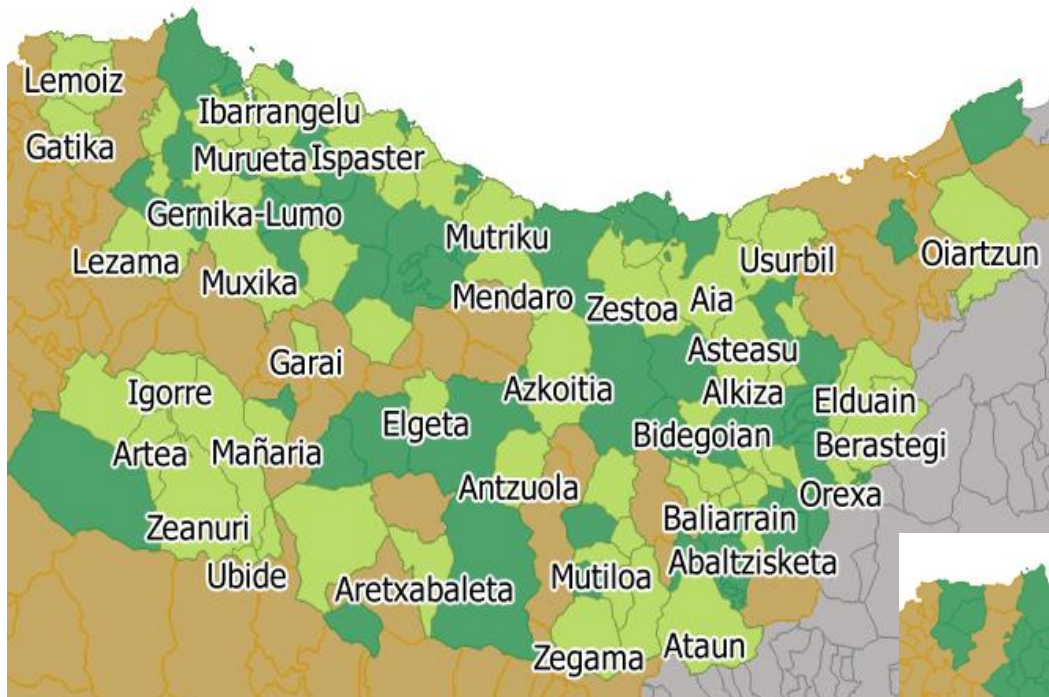 Lemoiz
Ibarrangelu
Gatika
Murueta
Ispaster
Gernika-Lumo
Mutriku
Lezama
Usurbil
Oiartzun
Muxika
Mendaro
Zestoa
Aia
Garai
Asteasu
Igorre
Azkoitia
Alkiza
Elduain
Elgeta
Bidegoian
Berastegi
Artea
Mañaria
Antzuola
Orexa
Zeanuri
Baliarrain
Ubide
Aretxabaleta
Mutiloa
Abaltzisketa
Zegama
Ataun